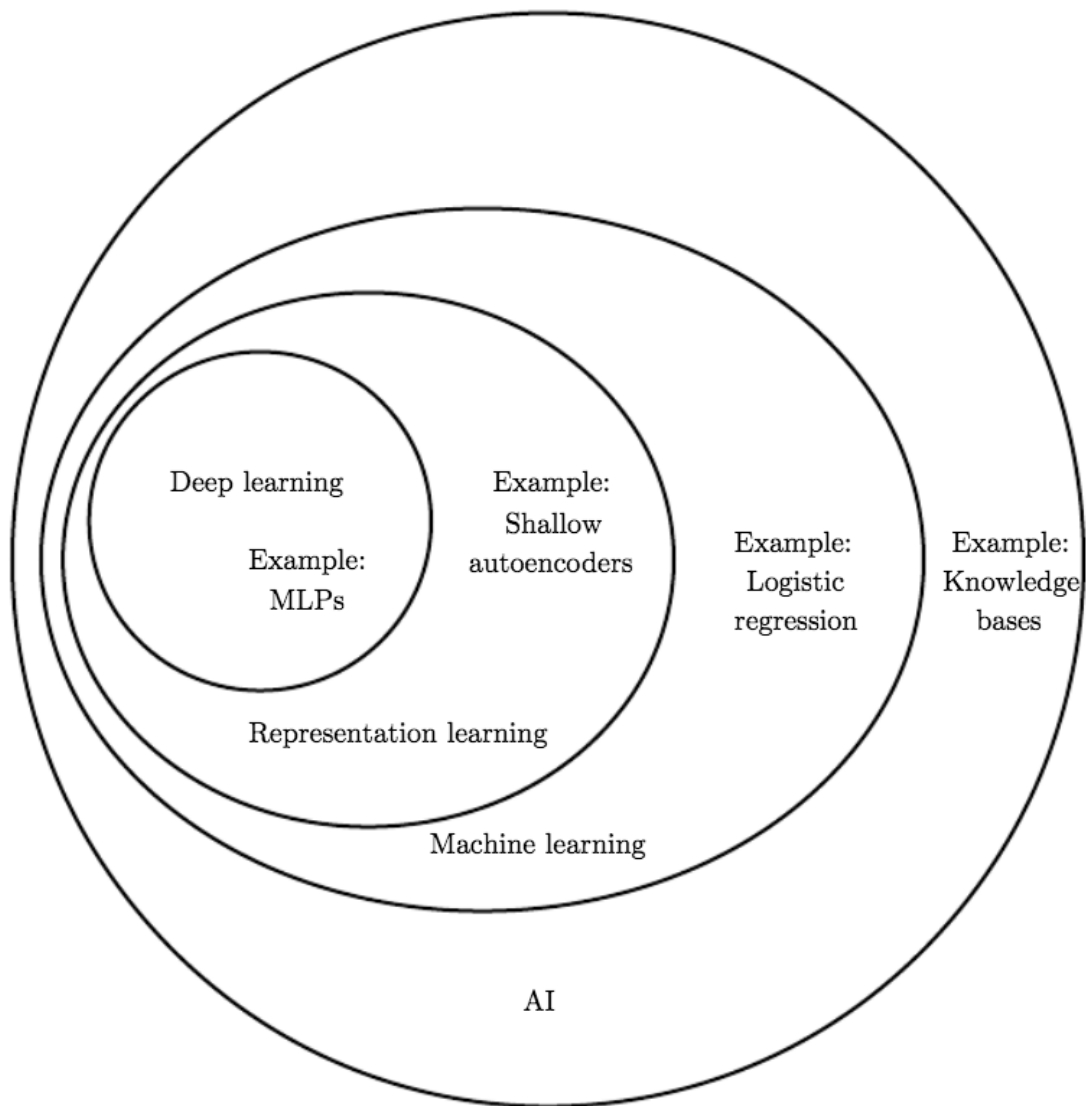 Deep learning
Example:
MLPs
Example:
Shallow
autoencoders
Example:
Logistic
regression
Example:
Knowledge
bases
Representation learning
Machine learning
AI